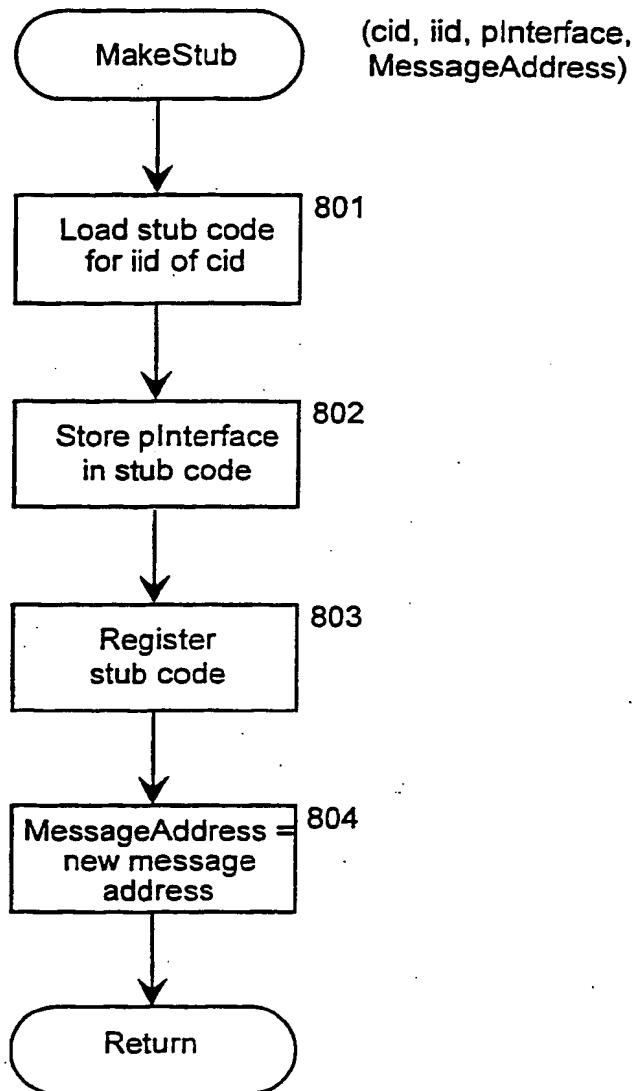 MakeStub
(cid, iid, pInterface,
MessageAddress)
801
Load stub code
for iid of cid
802
Store pInterface
in stub code
803
Register
stub code
804
MessageAddress =
new message
address
Return